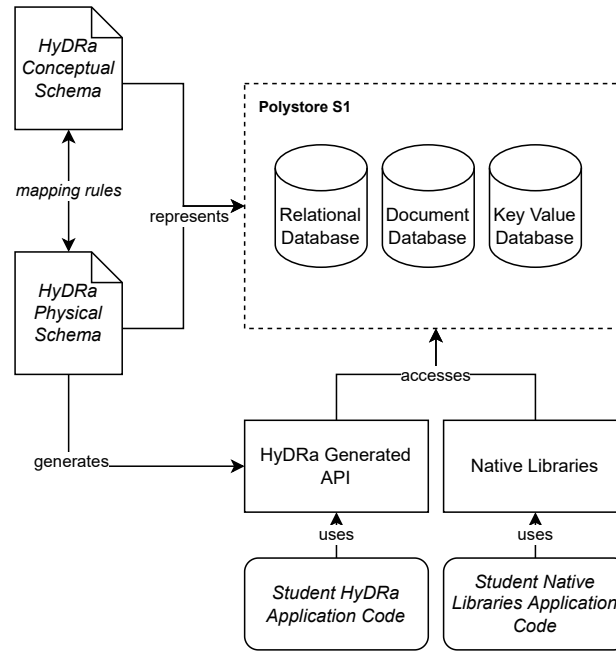 HyDRa
Conceptual
Schema
Polystore S1
mapping rules
represents
Relational
Database
Document
Database
Key Value
Database
HyDRa
Physical
Schema
accesses
generates
HyDRa Generated
API
Native Libraries
uses
uses
Student HyDRa
Application Code
Student Native
Libraries Application
Code